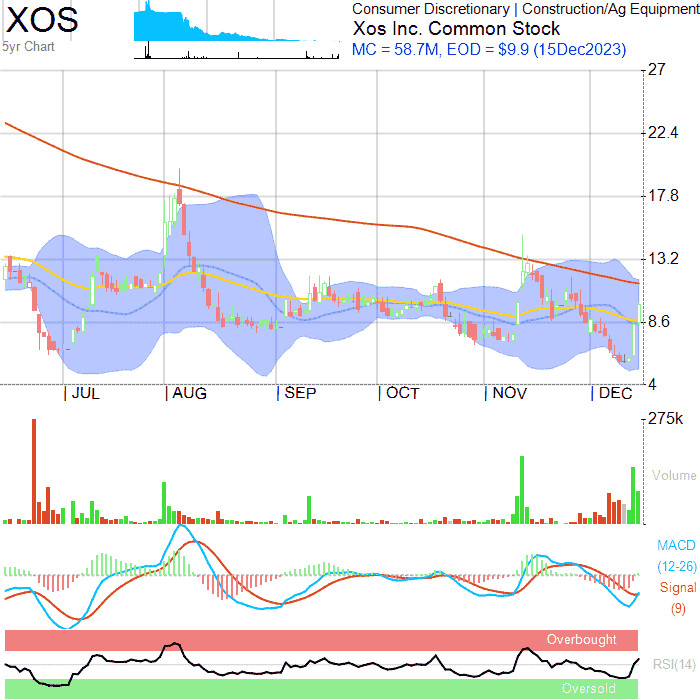 XOS
5yr Chart
Consumer Discretionary | Construction/Ag Equipment
Xos Inc. Common Stock
MC = 58.7M, EOD = $9.9 (15Dec2023)
27
22.4
17.8
13.2
8.6
4
JUL AUG SEP OCT NOV DEC
275k
Volume
MACD
(12-26)
Signal
(9)
Overbought
RSI(14)
Oversold